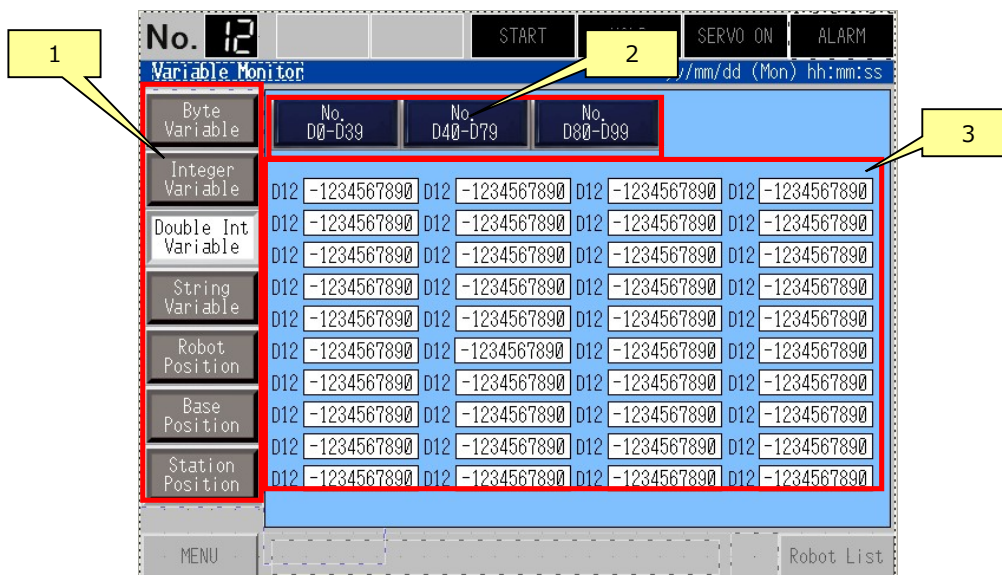 No. 12
START
SERVO ON
ALARM
Variable Monitor
/mm/dd (Mon) hh:mm:ss
1
2
3
Byte
Variable
Integer
Variable
Double Int
Variable
String
Variable
Robot
Position
Base
Position
Station
Position
No.
D0-D39
No.
D40-D79
No.
D80-D99
D12 -1234567890 D12 -1234567890 D12 -1234567890 D12 -1234567890
D12 -1234567890 D12 -1234567890 D12 -1234567890 D12 -1234567890
D12 -1234567890 D12 -1234567890 D12 -1234567890 D12 -1234567890
D12 -1234567890 D12 -1234567890 D12 -1234567890 D12 -1234567890
D12 -1234567890 D12 -1234567890 D12 -1234567890 D12 -1234567890
D12 -1234567890 D12 -1234567890 D12 -1234567890 D12 -1234567890
D12 -1234567890 D12 -1234567890 D12 -1234567890 D12 -1234567890
D12 -1234567890 D12 -1234567890 D12 -1234567890 D12 -1234567890
D12 -1234567890 D12 -1234567890 D12 -1234567890 D12 -1234567890
D12 -1234567890 D12 -1234567890 D12 -1234567890 D12 -1234567890
MENU
Robot List